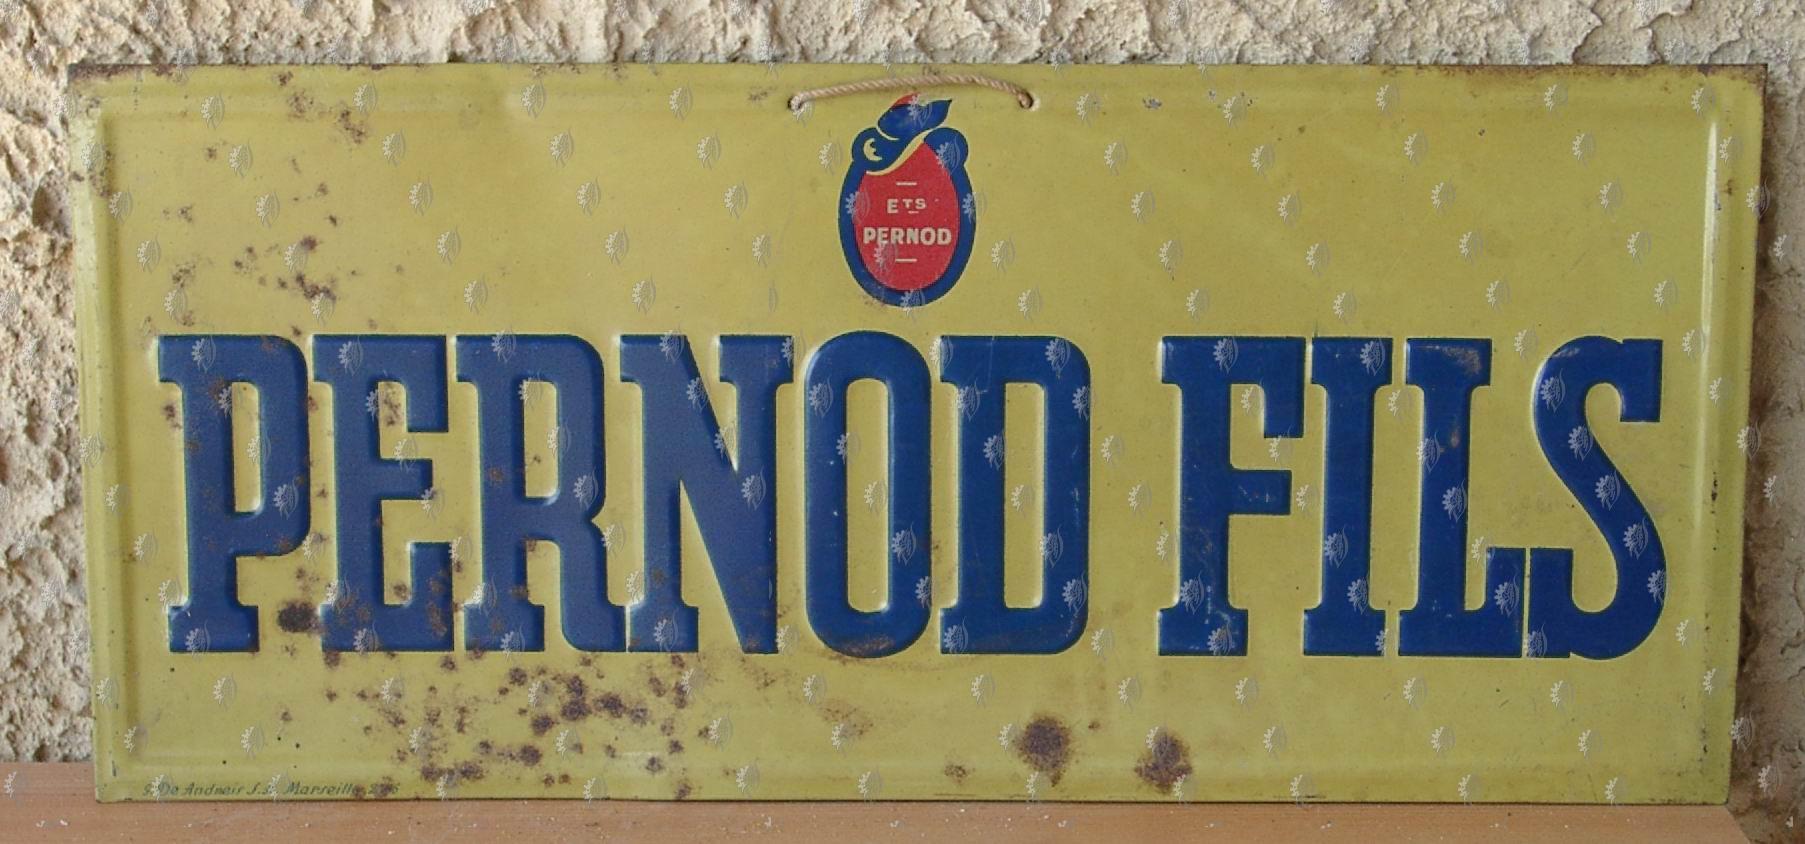 ETS
PERNOD
PERNOD FILS
Marseille